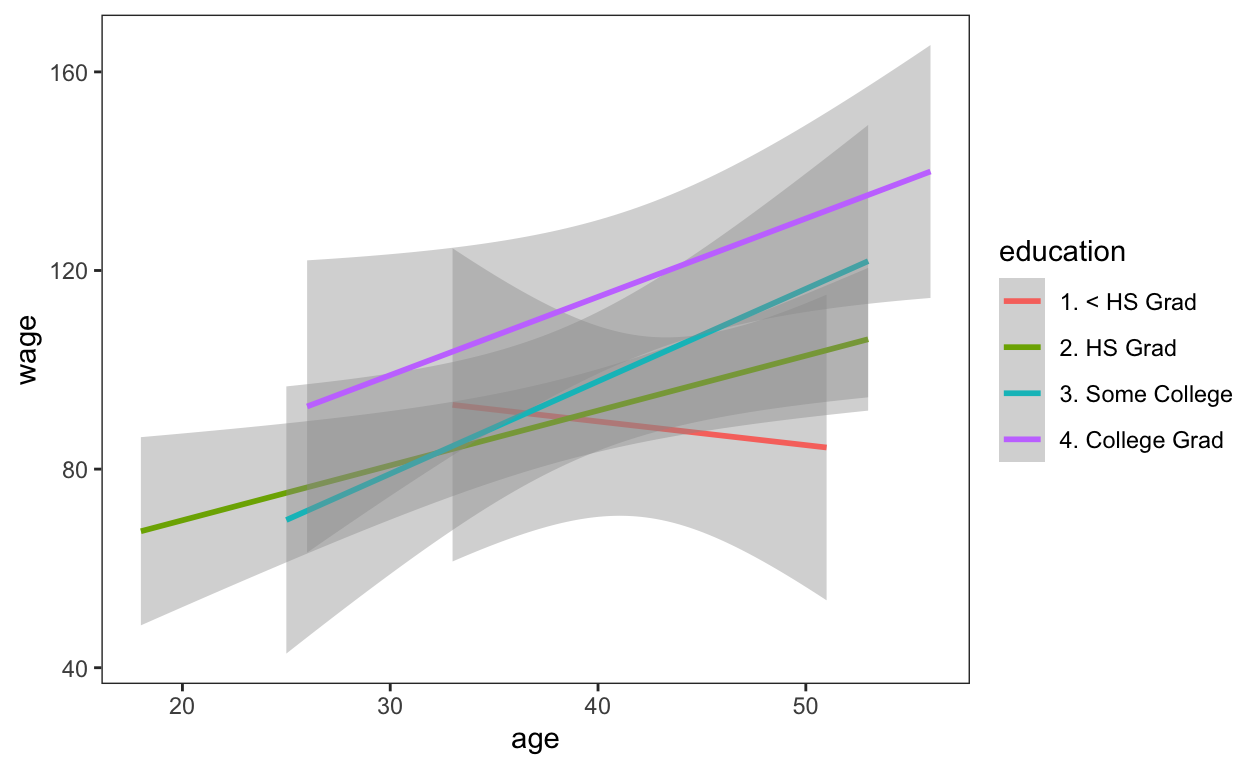 160
120
80
40
wage
20
30
40
50
age
education
1. < HS Grad
2. HS Grad
3. Some College
4. College Grad